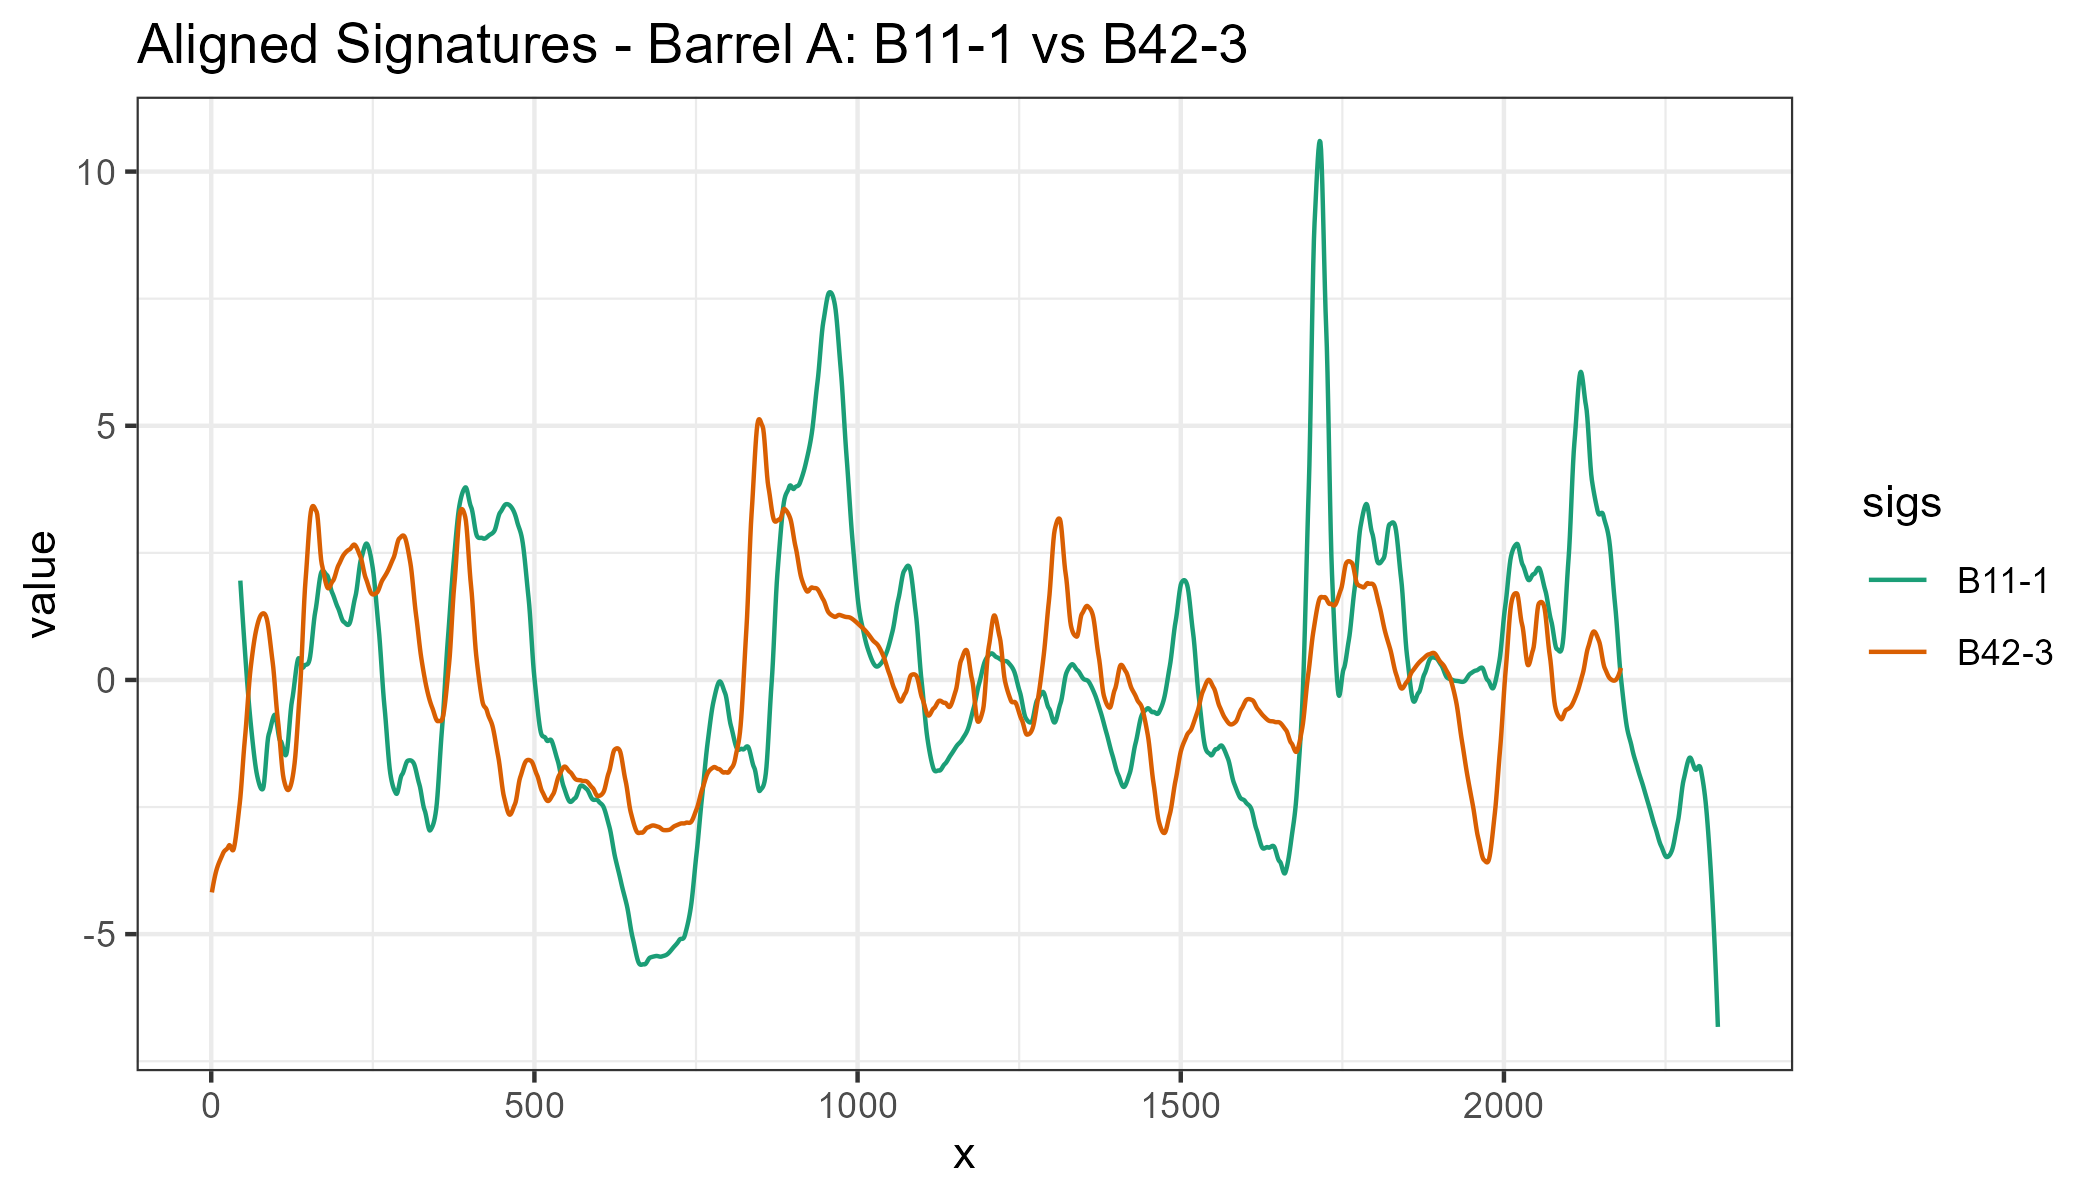 Aligned Signatures - Barrel A: B11-1 vs B42-3
10
5
0
-5
value
0 500 1000 1500 2000
x
sigs
B11-1
B42-3